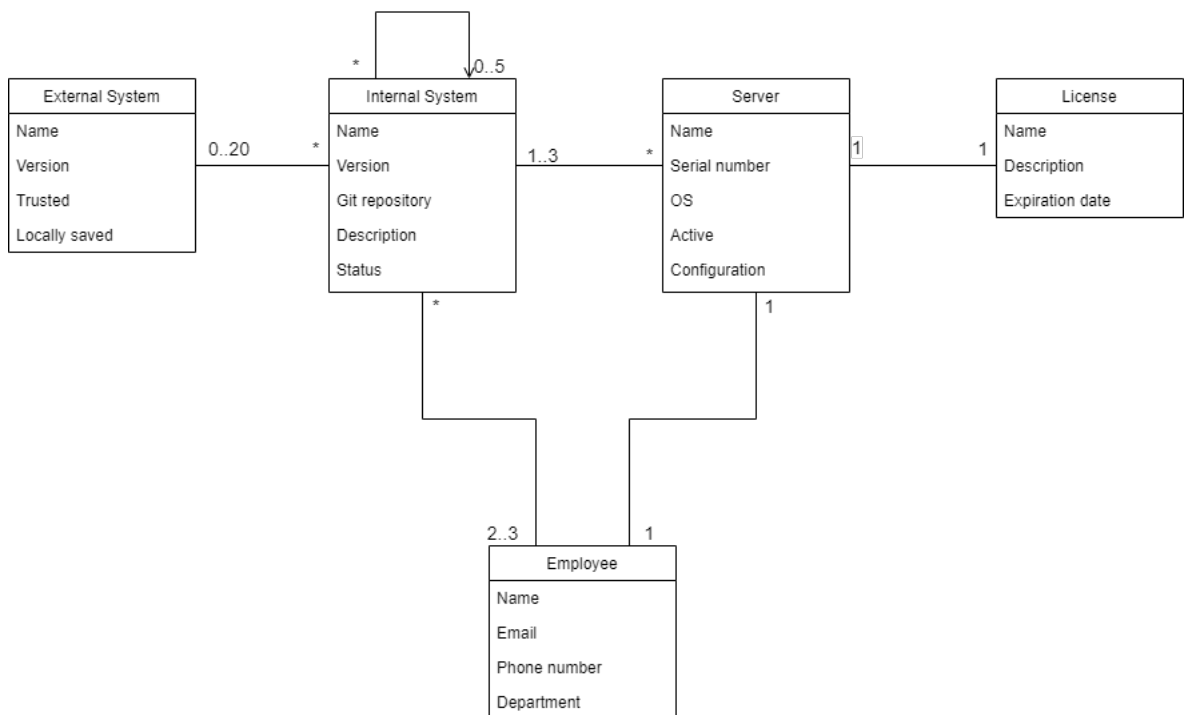 *
0..5
External System
Name
Version
Trusted
Locally saved
0..20
*
Internal System
Name
Version
Git repository
Description
Status
1..3
*
Server
Name
Serial number
OS
Active
Configuration
1
1
License
Name
Description
Expiration date
*
1
2..3
1
Employee
Name
Email
Phone number
Department